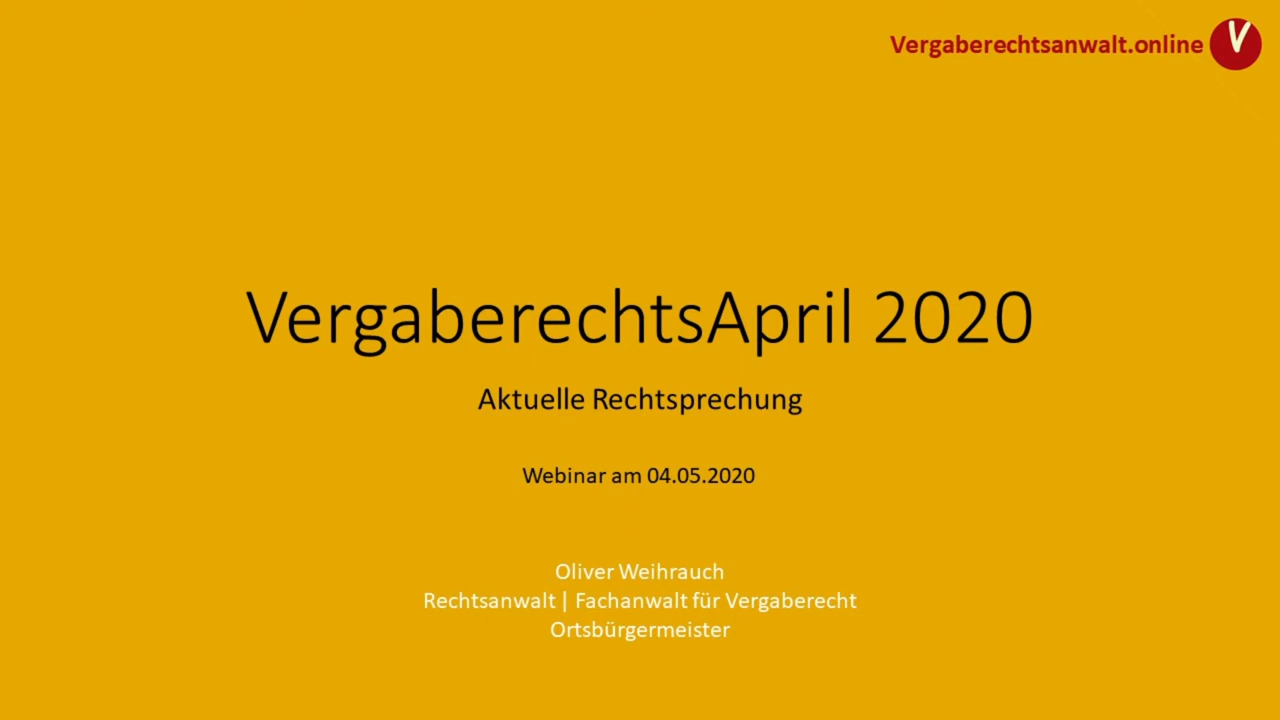 Vergaberechtsanwalt.online V
VergaberechtsApril 2020
Aktuelle Rechtsprechung
Webinar am 04.05.2020
Oliver Weihrauch
Rechtsanwalt | Fachanwalt für Vergaberecht
Ortsbürgermeister